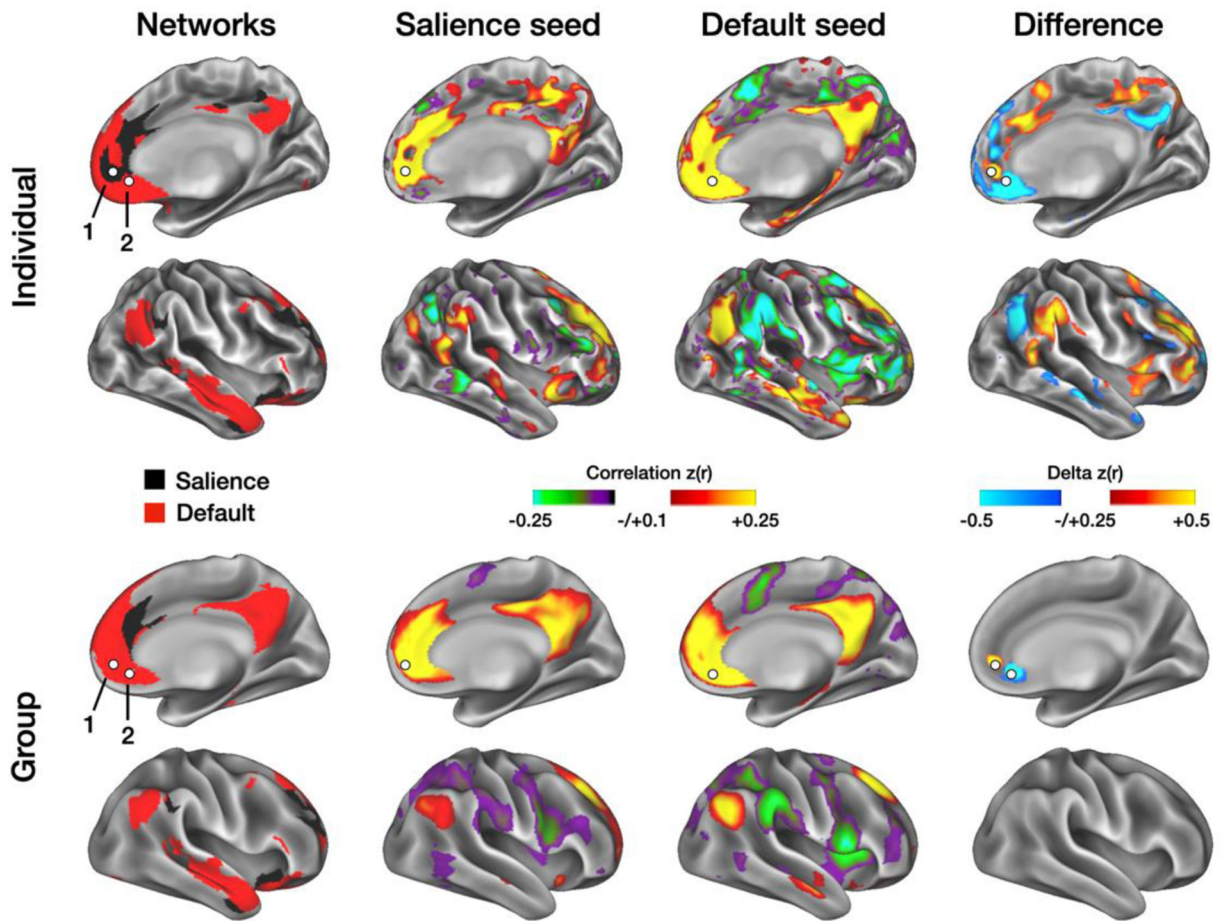 Networks Salience seed Default seed Difference
Individual
1 2
Salience
Default
Correlation z(r)
-0.25 -/+0.1 +0.25
Delta z(r)
-0.5 -/+0.25 +0.5
Group
1 2